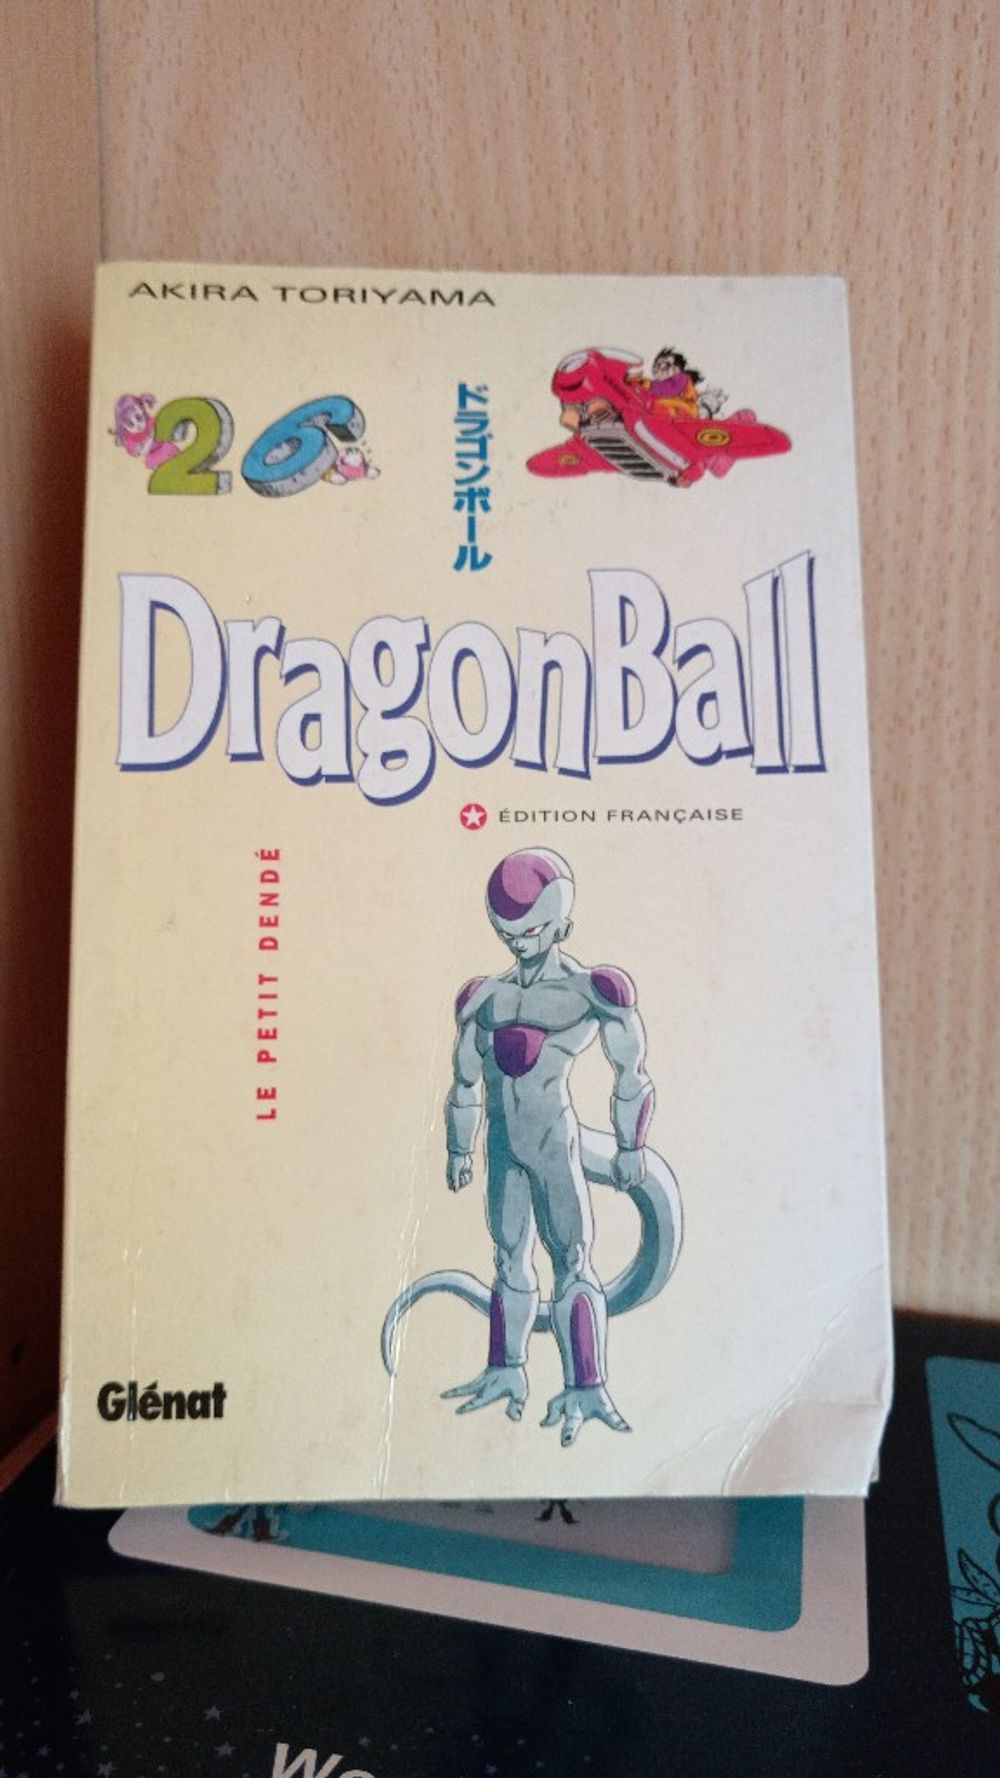 AKIRA TORIYAMA
26
ドラゴンボール
DragonBall
ÉDITION FRANÇAISE
LE PETIT DENDÉ
Glénat